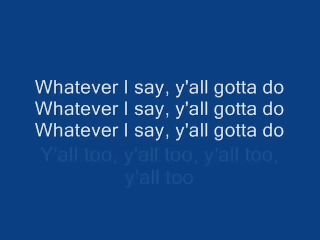 Whatever I say, y'all gotta do
Whatever I say, y'all gotta do
Whatever I say, y'all gotta do
Y'all too, y'all too, y'all too,
y'all too